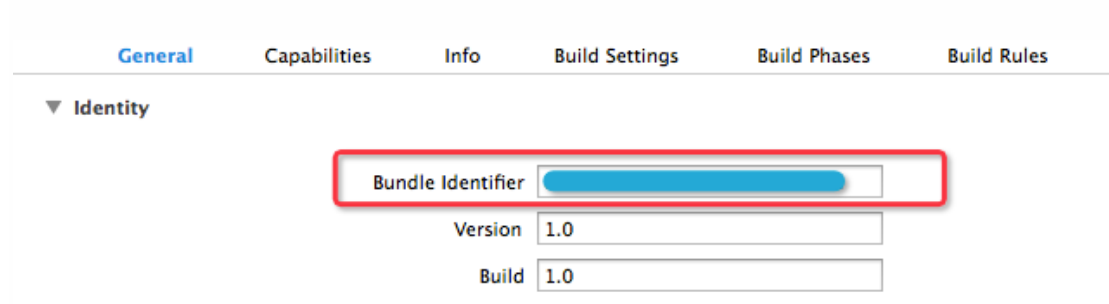 General Capabilities Info Build Settings Build Phases Build Rules
Identity
Bundle Identifier
Version 1.0
Build 1.0